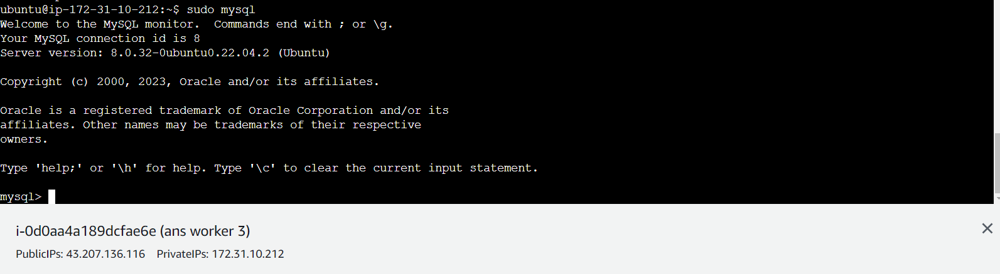 ubuntu@ip-172-31-10-212:~$ sudo mysql
Welcome to the MySQL monitor.  Commands end with ; or \g.
Your MySQL connection id is 8
Server version: 8.0.32-0ubuntu0.22.04.2 (Ubuntu)
Copyright (c) 2000, 2023, Oracle and/or its affiliates.
Oracle is a registered trademark of Oracle Corporation and/or its
affiliates. Other names may be trademarks of their respective
owners.
Type 'help;' or '\h' for help. Type '\c' to clear the current input statement.
mysql>
i-0d0aa4a189dcfae6e (ans worker 3)
PublicIPs: 43.207.136.116   PrivateIPs: 172.31.10.212